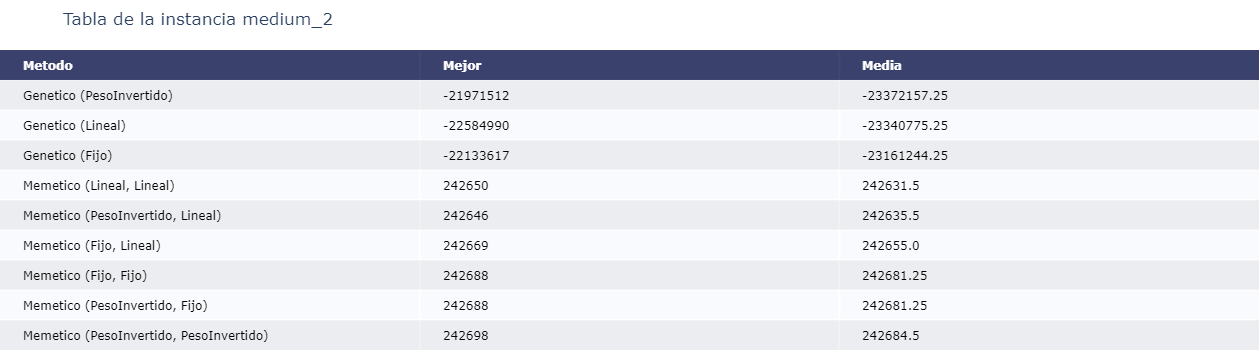 Tabla de la instancia medium_2
Metodo Mejor Media
Genetico (PesoInvertido) -21971512 -23372157.25
Genetico (Lineal) -22584990 -23340775.25
Genetico (Fijo) -22133617 -23161244.25
Memetico (Lineal, Lineal) 242650 242631.5
Memetico (PesoInvertido, Lineal) 242646 242635.5
Memetico (Fijo, Lineal) 242669 242655.0
Memetico (Fijo, Fijo) 242688 242681.25
Memetico (PesoInvertido, Fijo) 242688 242681.25
Memetico (PesoInvertido, PesoInvertido) 242698 242684.5